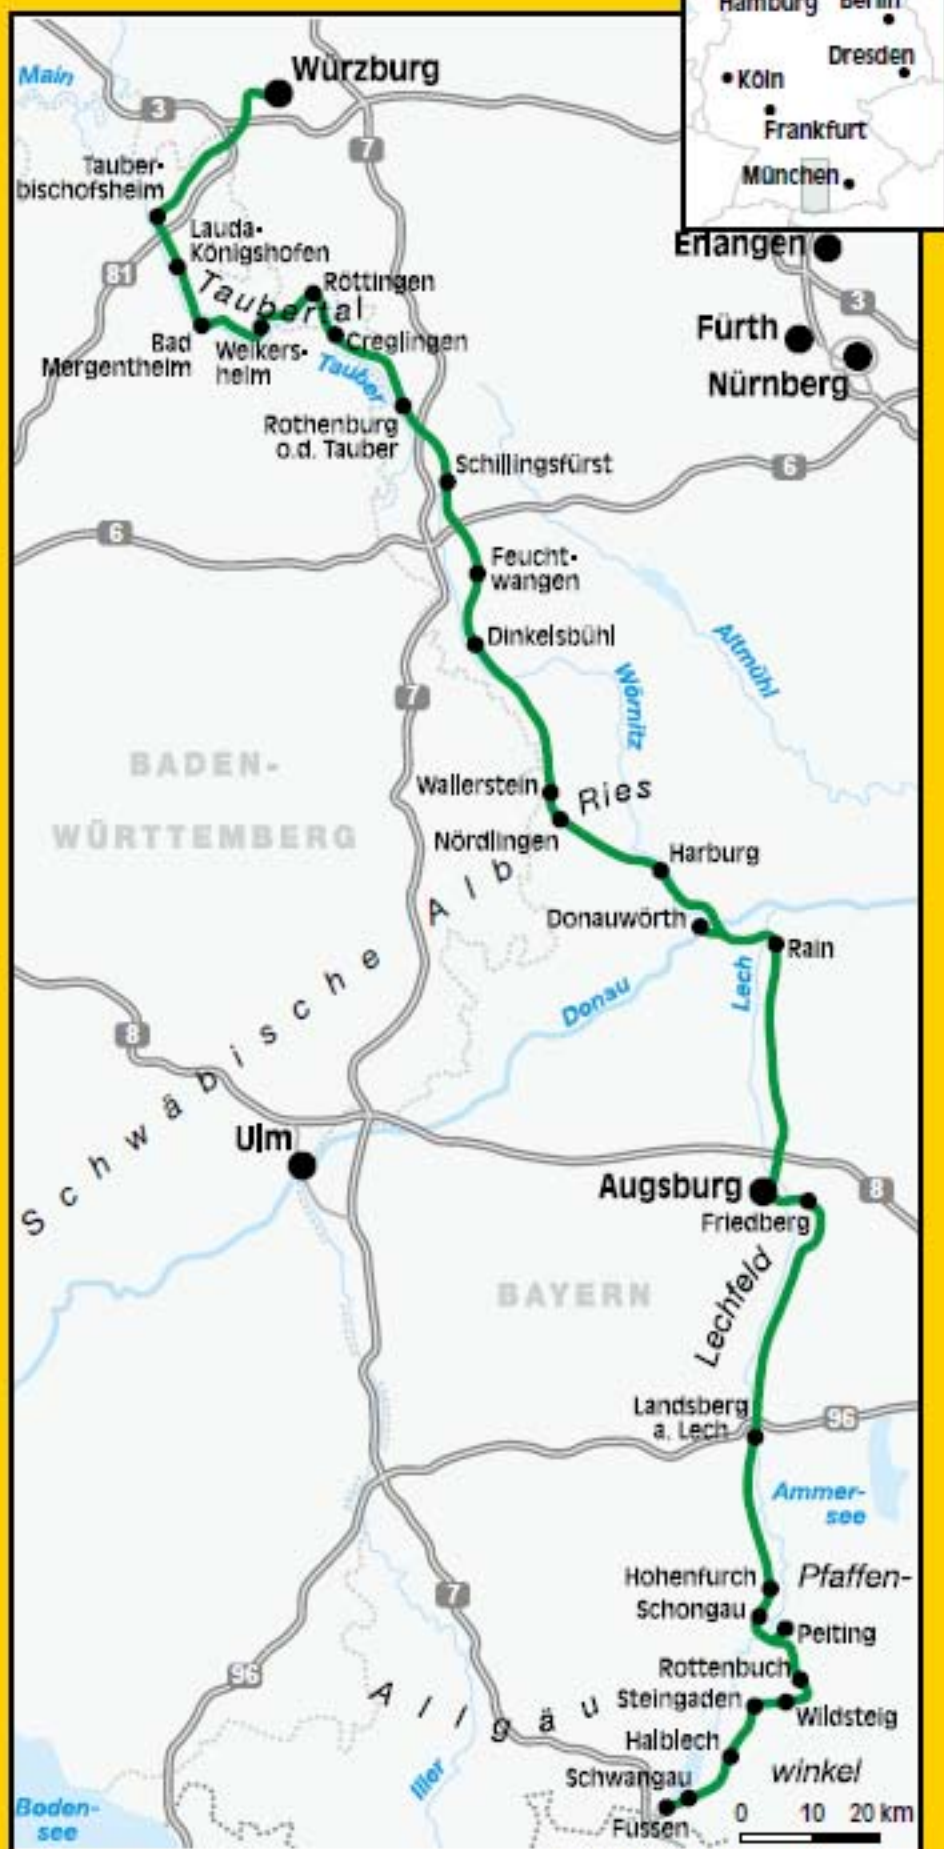 Hamburg Berlin
Dresden
Köln
Frankfurt
München
Main
Würzburg
3
7
Tauber-
bischofsheim
Lauda-
Königshofen
81
Taubertal
Röttingen
Bad
Mergentheim
Weikers-
heim
Creglingen
Tauber
Erlangen
3
Fürth
Nürnberg
Rothenburg
o.d. Tauber
Schillingsfürst
6
6
Feucht-
wangen
Dinkelsbühl
Altmühl
Wörnitz
7
BADEN-
WÜRTTEMBERG
Wallerstein
Ries
Nördlingen
Harburg
Donauwörth
Rain
Lech
Donau
Schwäbische Alb
8
Ulm
Augsburg
8
Friedberg
BAYERN
Lechfeld
Landsberg
a. Lech
96
Ammer-
see
Hohenfurch
Pfaffen-
Schongau
Peiting
7
Rottenbuch
96
Steingaden
Wildsteig
Allgäu
Halblech
winkel
Schwangau
Iller
Boden-
see
Füssen
0 10 20 km